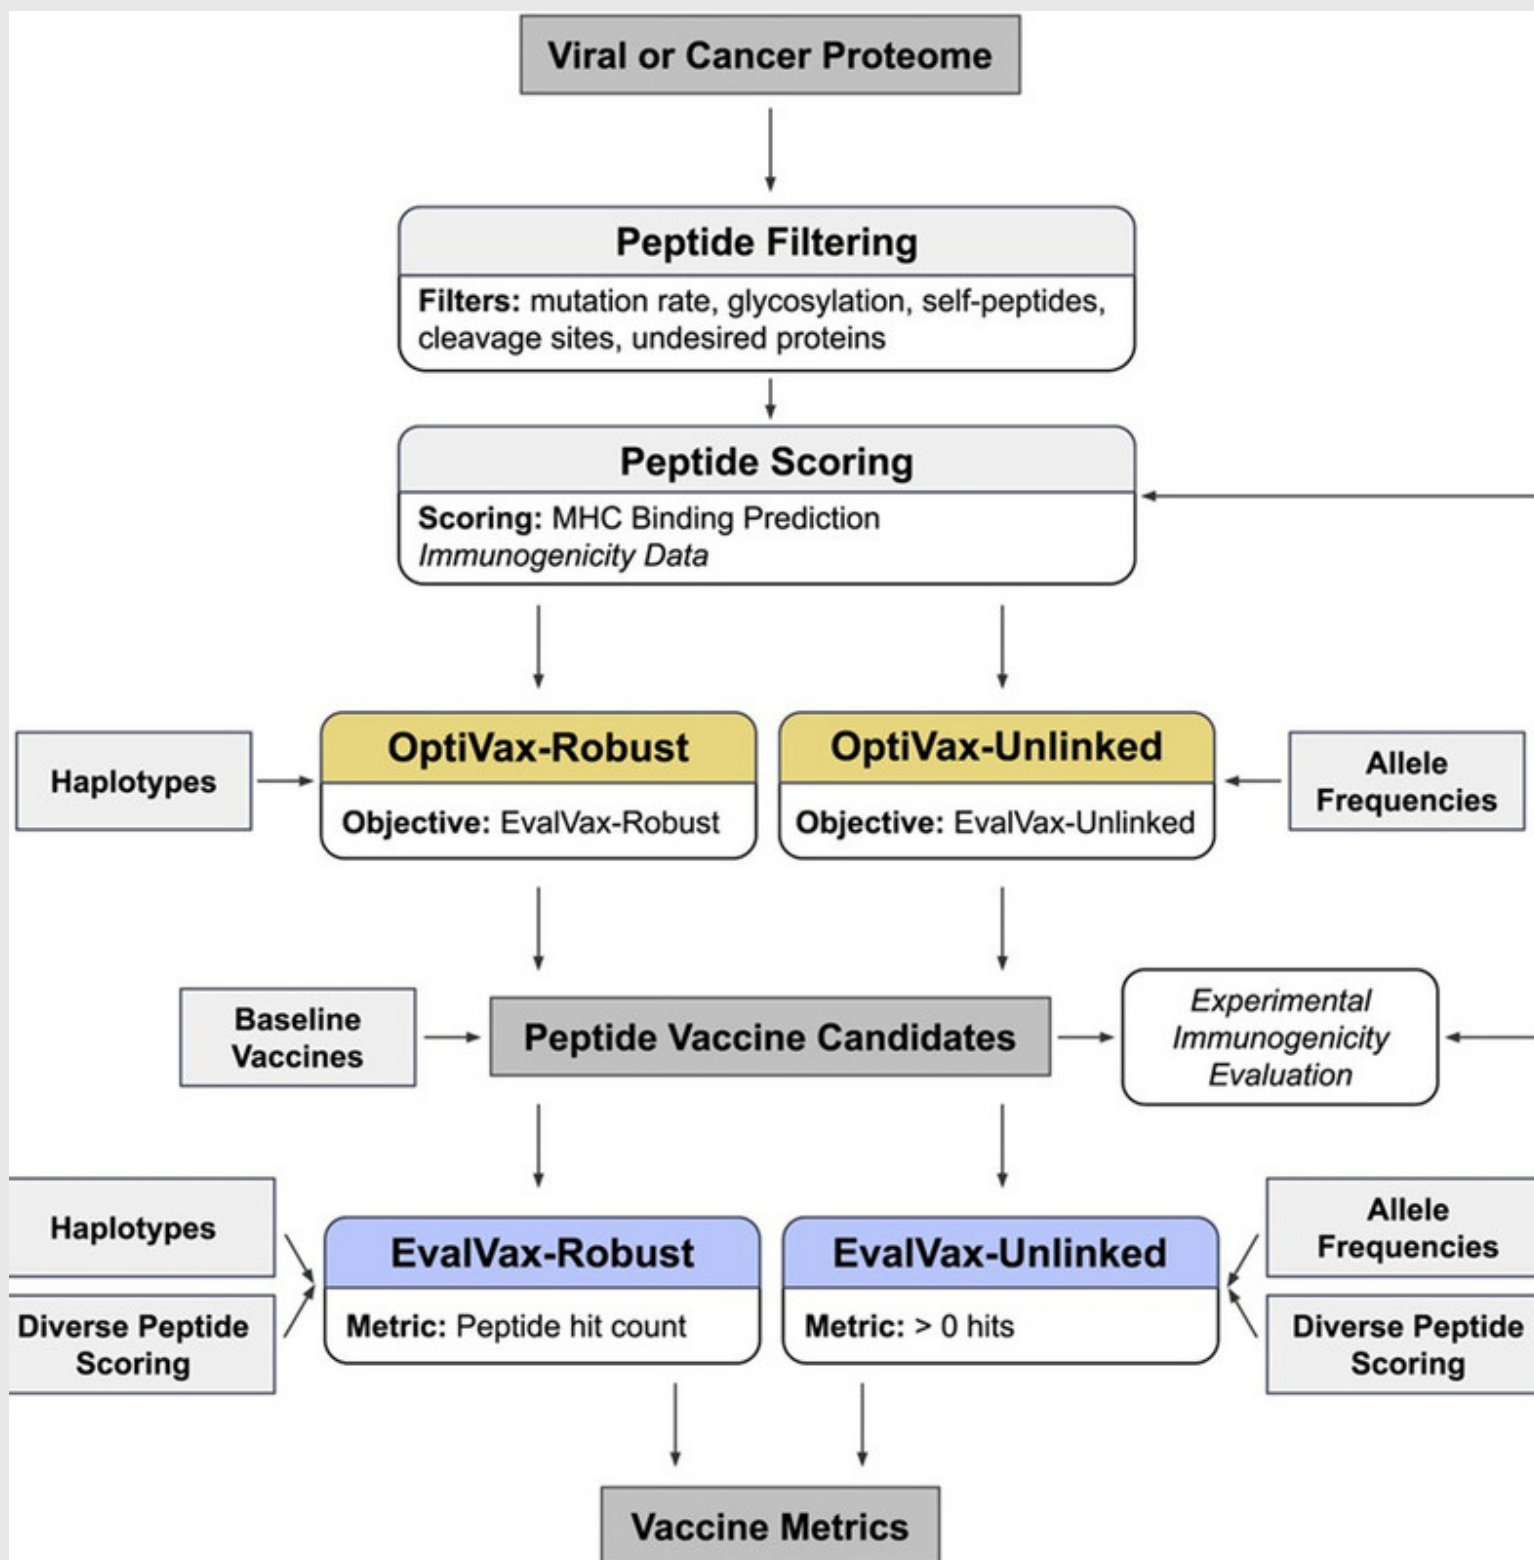 Viral or Cancer Proteome
Peptide Filtering
Filters: mutation rate, glycosylation, self-peptides,
cleavage sites, undesired proteins
Peptide Scoring
Scoring: MHC Binding Prediction
Immunogenicity Data
Haplotypes
OptiVax-Robust
Objective: EvalVax-Robust
OptiVax-Unlinked
Objective: EvalVax-Unlinked
Allele
Frequencies
Baseline
Vaccines
Peptide Vaccine Candidates
Experimental
Immunogenicity
Evaluation
Haplotypes
Diverse Peptide
Scoring
EvalVax-Robust
Metric: Peptide hit count
EvalVax-Unlinked
Metric: > 0 hits
Allele
Frequencies
Diverse Peptide
Scoring
Vaccine Metrics